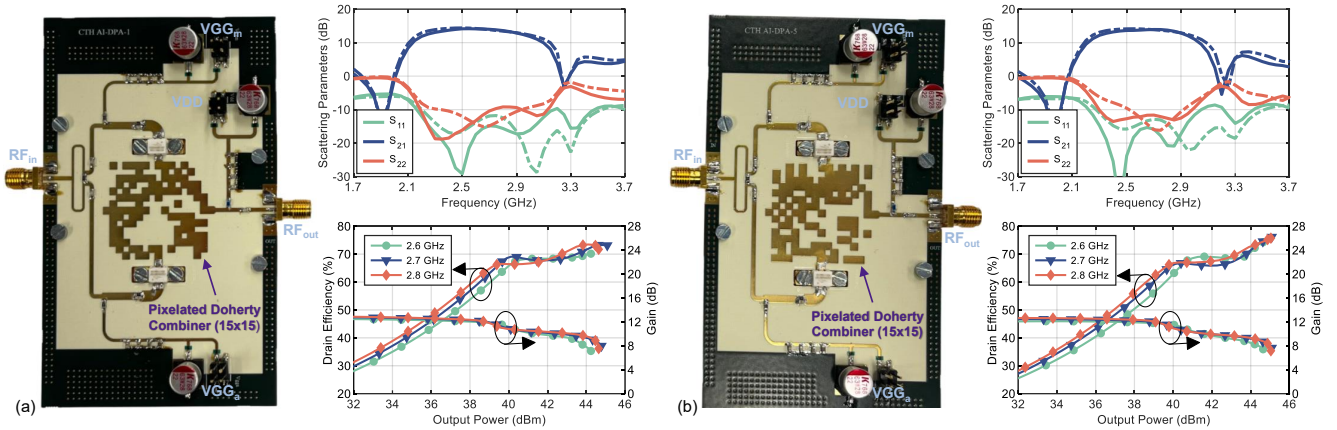 CTH AI-DPA-1
VGGm
VDD
RFin
RFout
OUT
Pixelated Doherty
Combiner (15x15)
VGGa
(a)
Scattering Parameters (dB)
20
10
0
-10
-20
-30
S11
S21
S22
1.7 2.1 2.5 2.9 3.3 3.7
Frequency (GHz)
Drain Efficiency (%)
80
70
60
50
40
30
20
2.6 GHz
2.7 GHz
2.8 GHz
28
24
20
16
12
8
4
0
Gain (dB)
32 34 36 38 40 42 44 46
Output Power (dBm)
CTH AI-DPA-5
VGGm
VDD
RFin
RFout
OUT
Pixelated Doherty
Combiner (15x15)
VGGa
(b)
Scattering Parameters (dB)
20
10
0
-10
-20
-30
S11
S21
S22
1.7 2.1 2.5 2.9 3.3 3.7
Frequency (GHz)
Drain Efficiency (%)
80
70
60
50
40
30
20
2.6 GHz
2.7 GHz
2.8 GHz
28
24
20
16
12
8
4
0
Gain (dB)
32 34 36 38 40 42 44 46
Output Power (dBm)